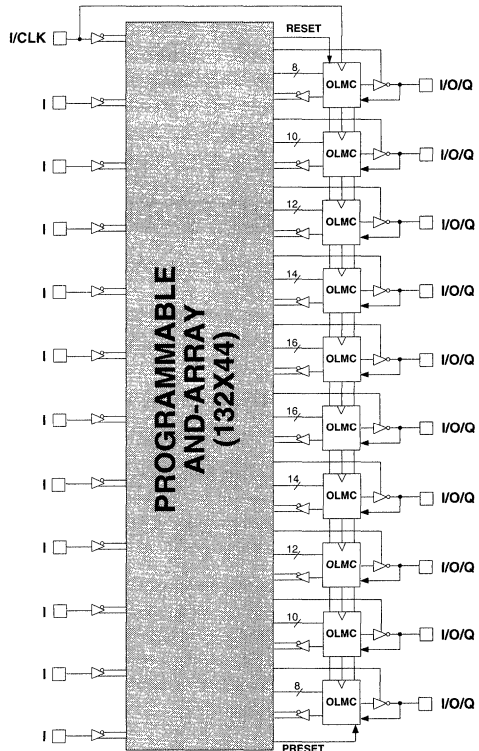 RESET
I/CLK
8
OLMC
I/O/Q
I
10
OLMC
I/O/Q
I
12
OLMC
I/O/Q
I
14
OLMC
I/O/Q
I
PROGRAMMABLE
AND-ARRAY
(132X44)
16
OLMC
I/O/Q
I
16
OLMC
I/O/Q
I
14
OLMC
I/O/Q
I
12
OLMC
I/O/Q
I
10
OLMC
I/O/Q
I
8
OLMC
I/O/Q
I
I
PRESET